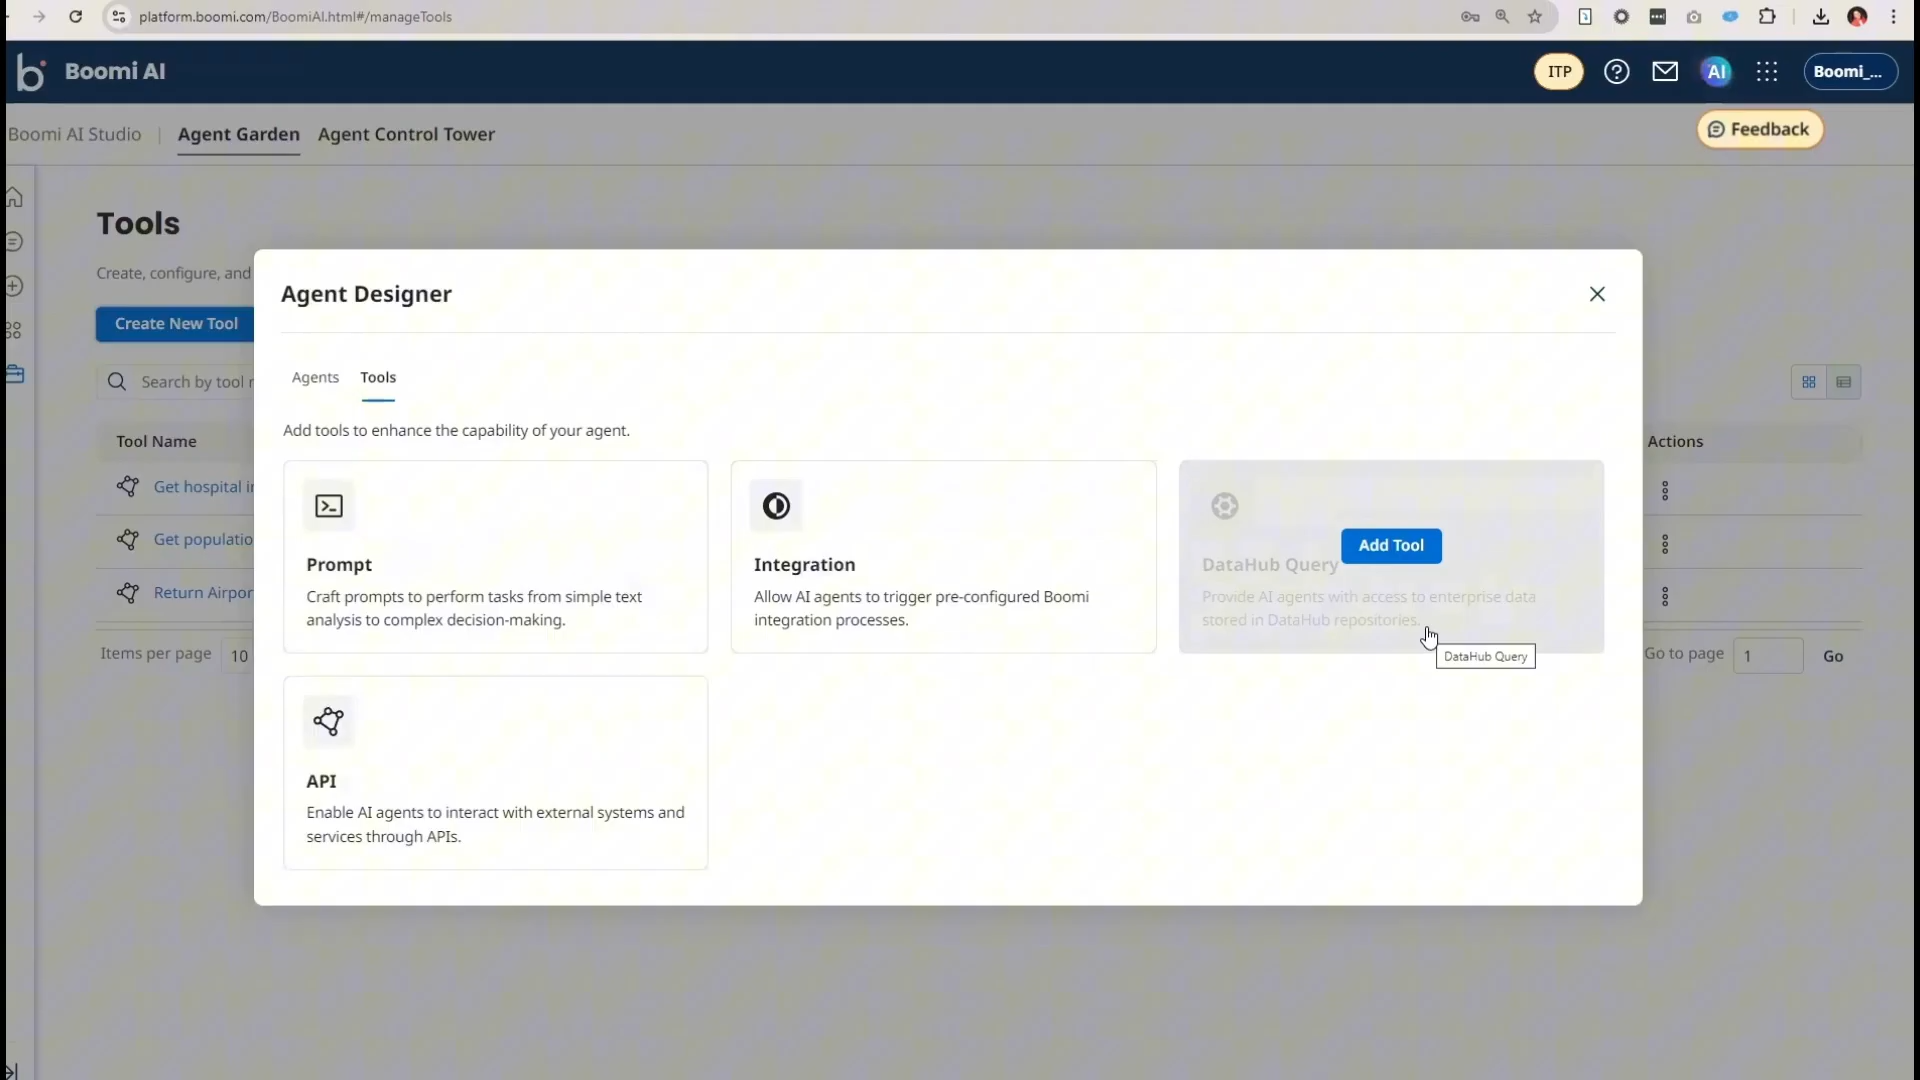 platform.boomi.com/BoomiAI.html#/manageTools
b Boomi AI
ITP
AI
Boomi_...
Boomi AI Studio | Agent Garden Agent Control Tower
Feedback
Tools
Create, configure, and
Create New Tool
Search by tool
Tool Name
Actions
Get hospital
Get populatio
Return Airpor
Items per page 10
Go to page 1 Go
Agent Designer
Agents Tools
Add tools to enhance the capability of your agent.
Prompt
Craft prompts to perform tasks from simple text
analysis to complex decision-making.
Integration
Allow AI agents to trigger pre-configured Boomi
integration processes.
Add Tool
DataHub Query
Provide AI agents with access to enterprise data
stored in DataHub repositories.
DataHub Query
API
Enable AI agents to interact with external systems and
services through APIs.